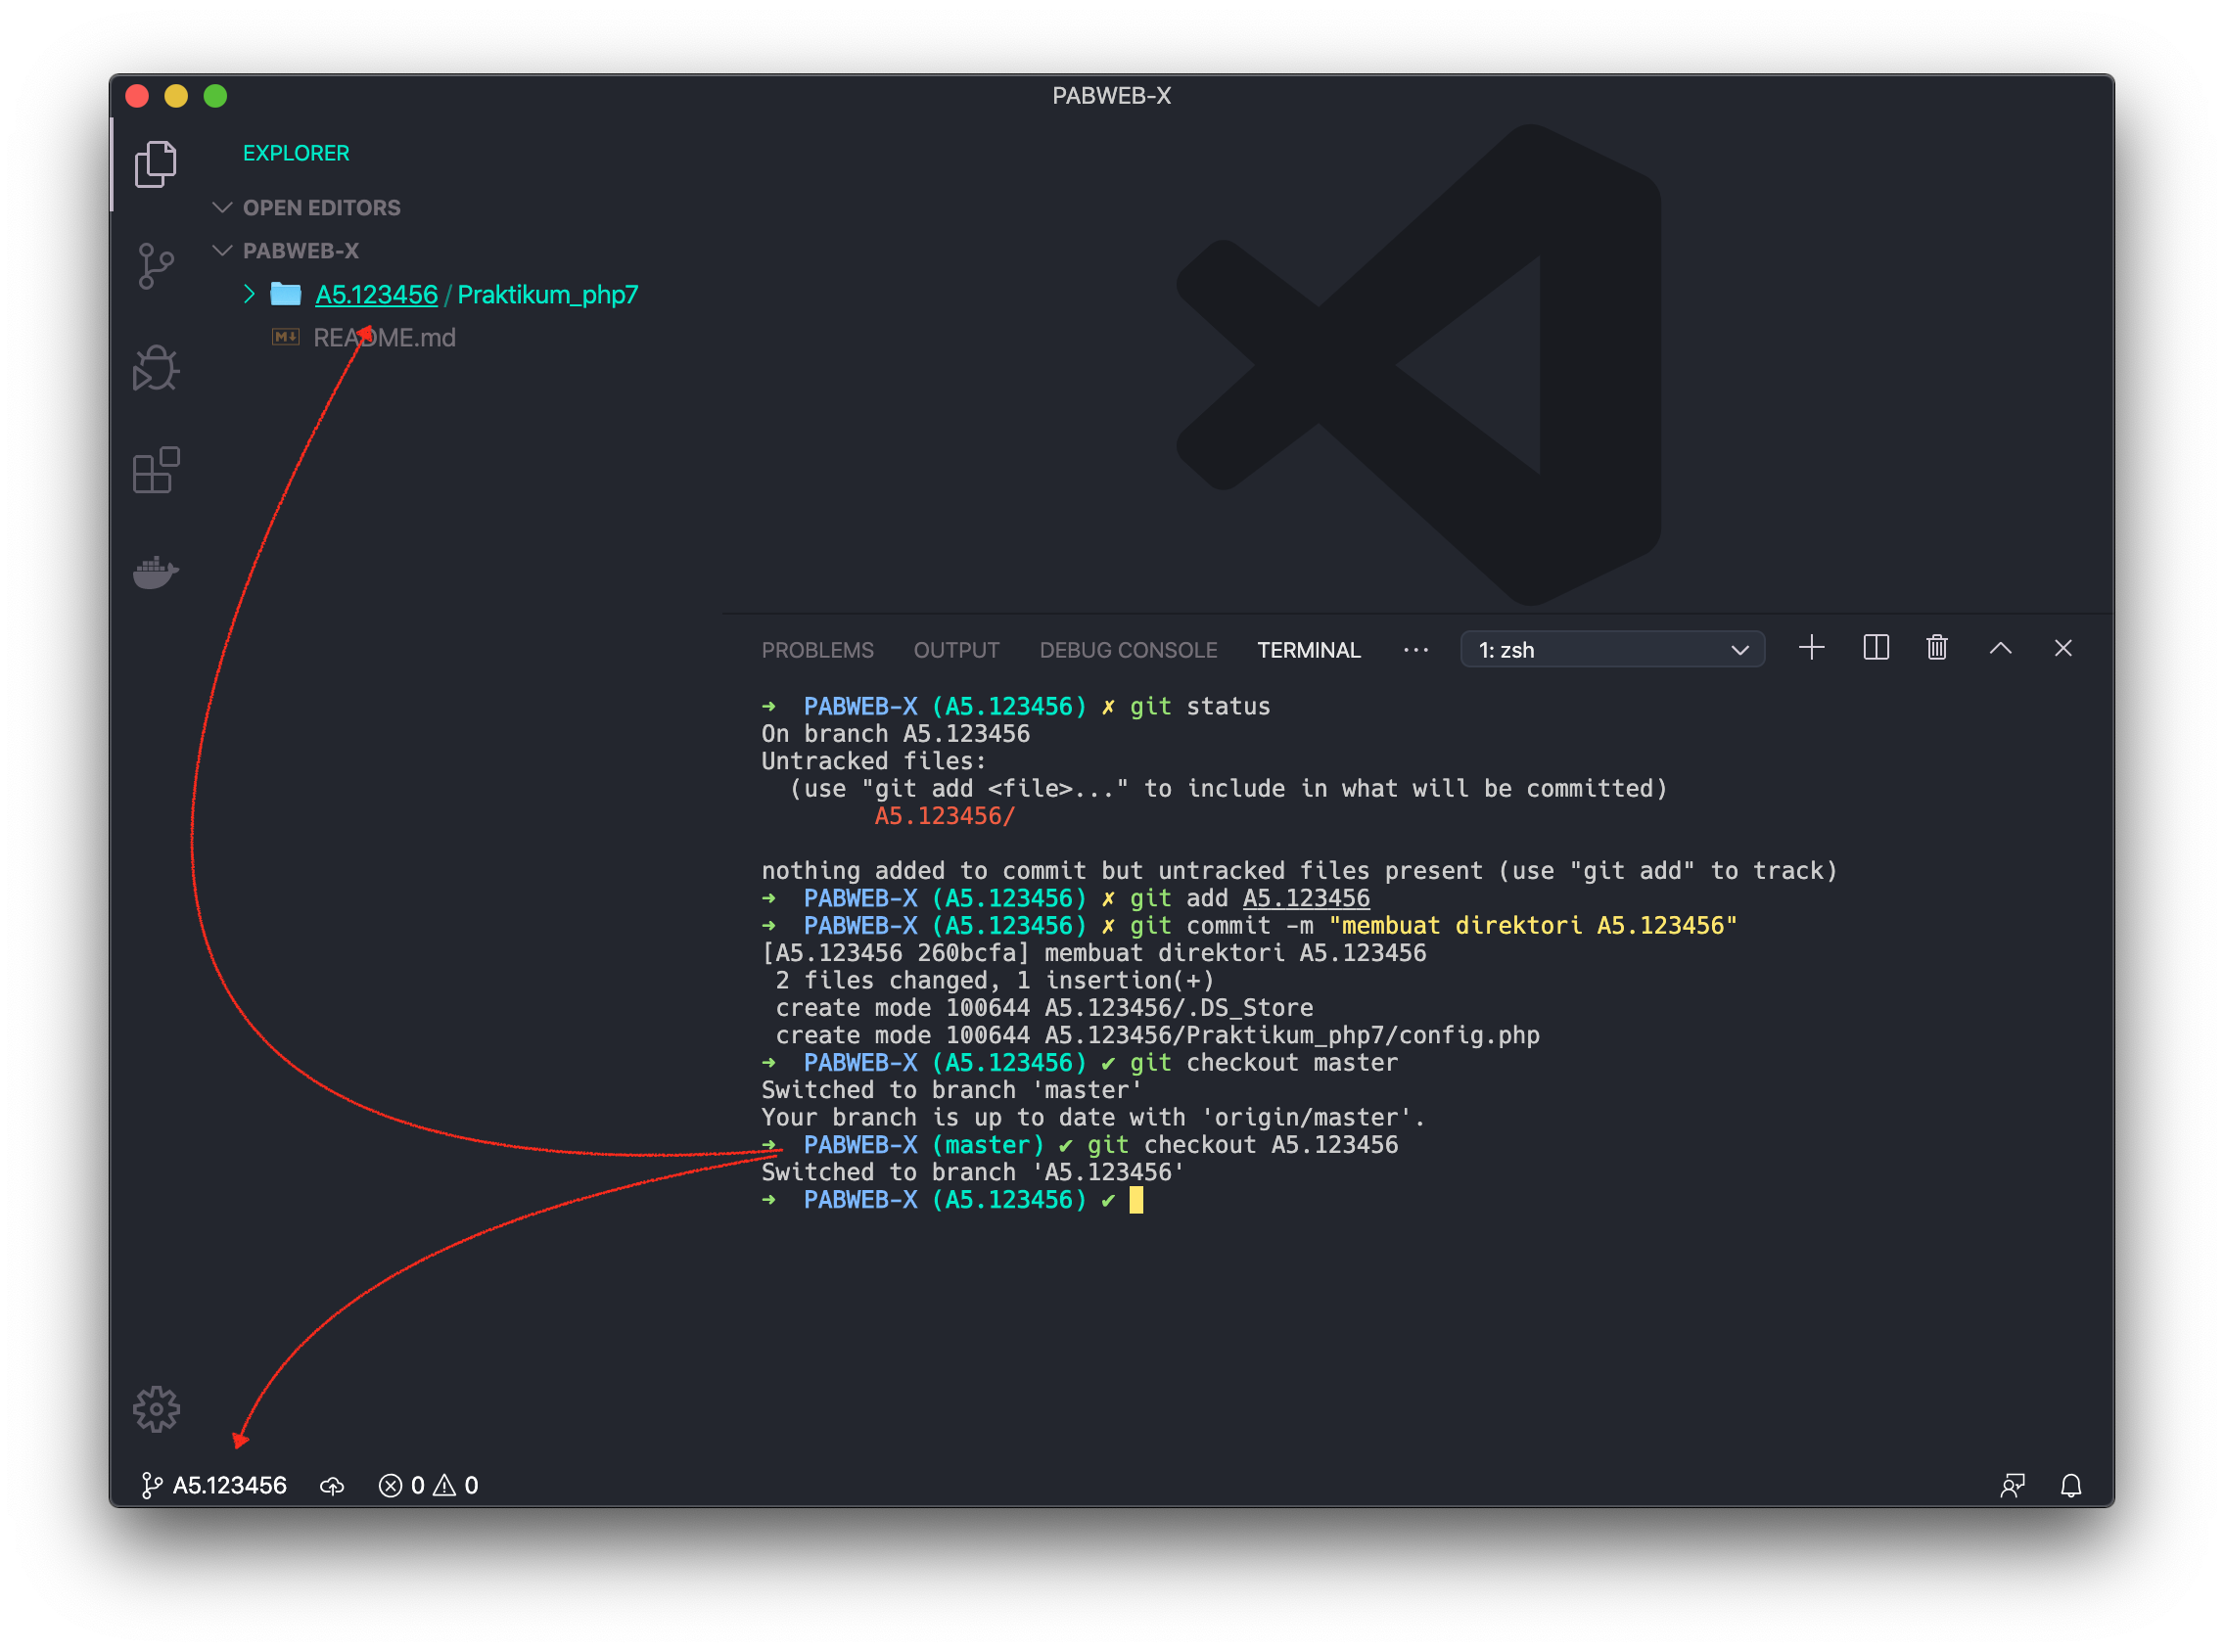 PABWEB-X
EXPLORER
OPEN EDITORS
PABWEB-X
A5.123456 / Praktikum_php7
M↓ README.md
PROBLEMS OUTPUT DEBUG CONSOLE TERMINAL ... 1: zsh
➜ PABWEB-X (A5.123456) ✗ git status
On branch A5.123456
Untracked files:
(use "git add <file>..." to include in what will be committed)
A5.123456/
nothing added to commit but untracked files present (use "git add" to track)
➜ PABWEB-X (A5.123456) ✗ git add A5.123456
➜ PABWEB-X (A5.123456) ✗ git commit -m "membuat direktori A5.123456"
[A5.123456 260bcfa] membuat direktori A5.123456
2 files changed, 1 insertion(+)
create mode 100644 A5.123456/.DS_Store
create mode 100644 A5.123456/Praktikum_php7/config.php
➜ PABWEB-X (A5.123456) ✔ git checkout master
Switched to branch 'master'
Your branch is up to date with 'origin/master'.
➜ PABWEB-X (master) ✔ git checkout A5.123456
Switched to branch 'A5.123456'
➜ PABWEB-X (A5.123456) ✔
A5.123456 0 0